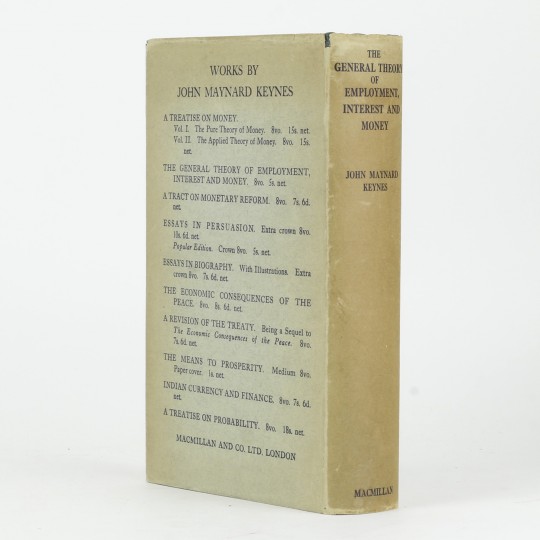 WORKS BY
JOHN MAYNARD KEYNES
A TREATISE ON MONEY.
Vol. I. The Pure Theory of Money. 8vo. 15s. net.
Vol. II. The Applied Theory of Money. 8vo. 15s.
net.
THE GENERAL THEORY OF EMPLOYMENT,
INTEREST AND MONEY. 8vo. 5s. net.
A TRACT ON MONETARY REFORM. 8vo. 7s. 6d.
net.
ESSAYS IN PERSUASION. Extra crown 8vo.
10s. 6d. net.
Popular Edition. Crown 8vo. 5s. net.
ESSAYS IN BIOGRAPHY. With Illustrations. Extra
crown 8vo. 7s. 6d. net.
THE ECONOMIC CONSEQUENCES OF THE
PEACE. 8vo. 8s. 6d. net.
A REVISION OF THE TREATY. Being a Sequel to
The Economic Consequences of the Peace. 8vo.
7s. 6d. net.
THE MEANS TO PROSPERITY. Medium 8vo.
Paper cover. 1s. net.
INDIAN CURRENCY AND FINANCE. 8vo. 7s. 6d.
net.
A TREATISE ON PROBABILITY. 8vo. 18s. net.
MACMILLAN AND CO. LTD. LONDON
THE
GENERAL THEORY
OF
EMPLOYMENT,
INTEREST AND
MONEY
JOHN MAYNARD
KEYNES
MACMILLAN